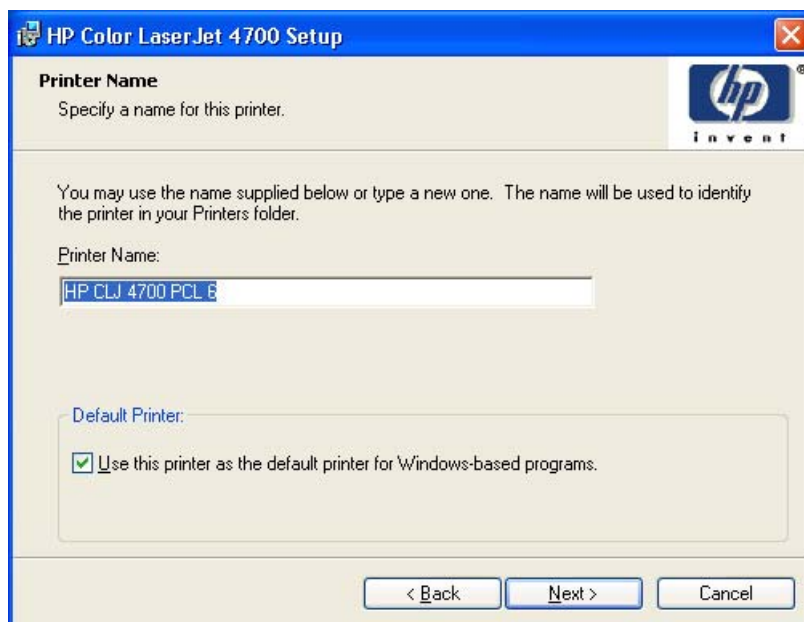 HP Color LaserJet 4700 Setup
Printer Name
Specify a name for this printer.
hp
®
invent
You may use the name supplied below or type a new one. The name will be used to identify
the printer in your Printers folder.
Printer Name:
HP CLJ 4700 PCL 6
Default Printer:
Use this printer as the default printer for Windows-based programs.
< Back
Next >
Cancel